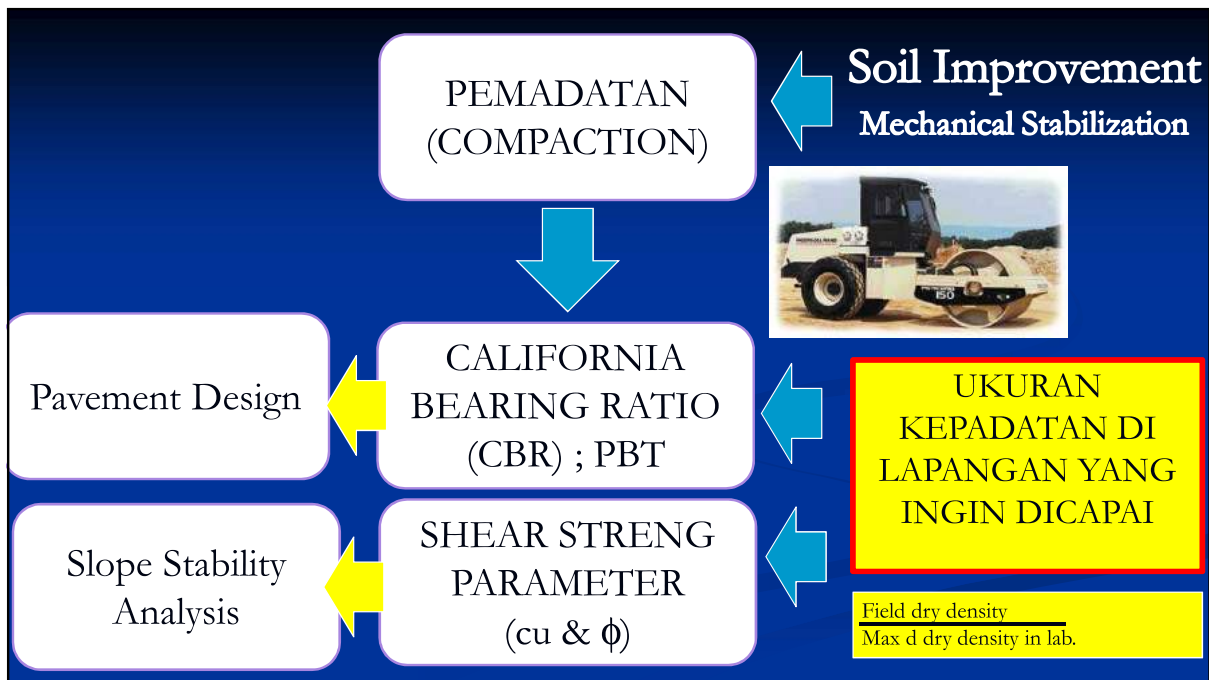 PEMADATAN
(COMPACTION)
Soil Improvement
Mechanical Stabilization
150
Pavement Design
CALIFORNIA
BEARING RATIO
(CBR) ; PBT
UKURAN
KEPADATAN DI
LAPANGAN YANG
INGIN DICAPAI
Slope Stability
Analysis
SHEAR STRENG
PARAMETER
(cu & ϕ)
Field dry density
Max d dry density in lab.